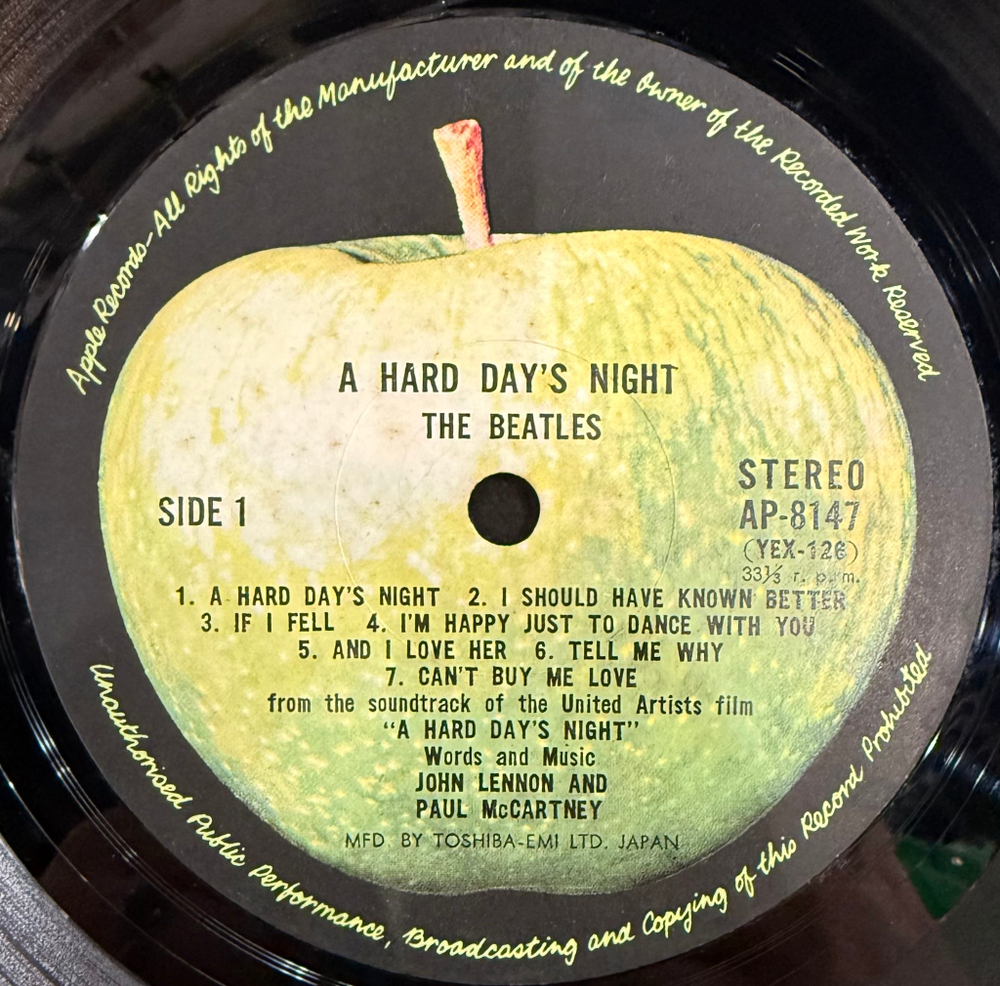 Apple Records-All Rights of the Manufacturer and of the Owner of the Recorded Work Reserved
A HARD DAY'S NIGHT
THE BEATLES
STEREO
SIDE 1
AP-8147
(YEX-126)
33⅓ r. p. m.
1. A HARD DAY'S NIGHT 2. I SHOULD HAVE KNOWN BETTER
3. IF I FELL 4. I'M HAPPY JUST TO DANCE WITH YOU
5. AND I LOVE HER 6. TELL ME WHY
7. CAN'T BUY ME LOVE
from the soundtrack of the United Artists film
"A HARD DAY'S NIGHT"
Words and Music
JOHN LENNON AND
PAUL McCARTNEY
MFD BY TOSHIBA-EMI LTD. JAPAN
Unauthorised Public Performance, Broadcasting and Copying of this Record Prohibited